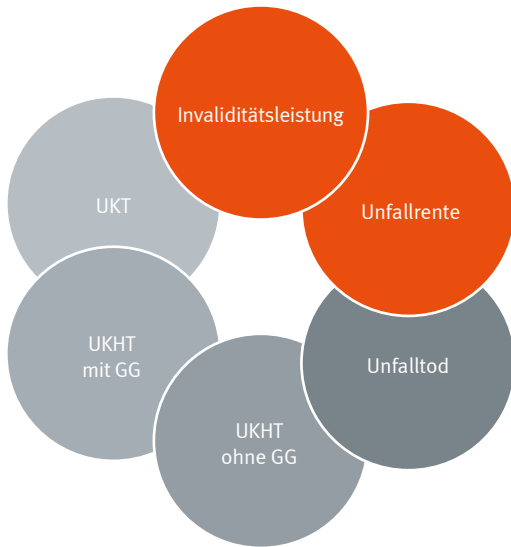 Invaliditätsleistung
Unfallrente
UKT
UKHT
mit GG
Unfalltod
UKHT
ohne GG